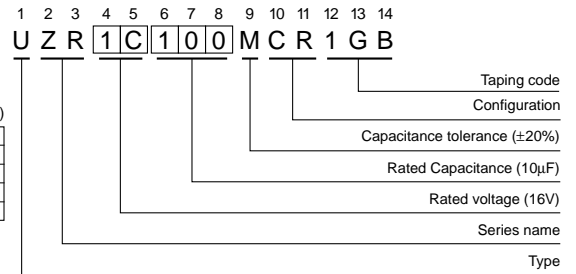 1 2 3 4 5 6 7 8 9 10 11 12 13 14
U Z R 1 C 1 0 0 M C R 1 G B
Taping code
)
Configuration
Capacitance tolerance (±20%)
Rated Capacitance (10µF)
Rated voltage (16V)
Series name
Type